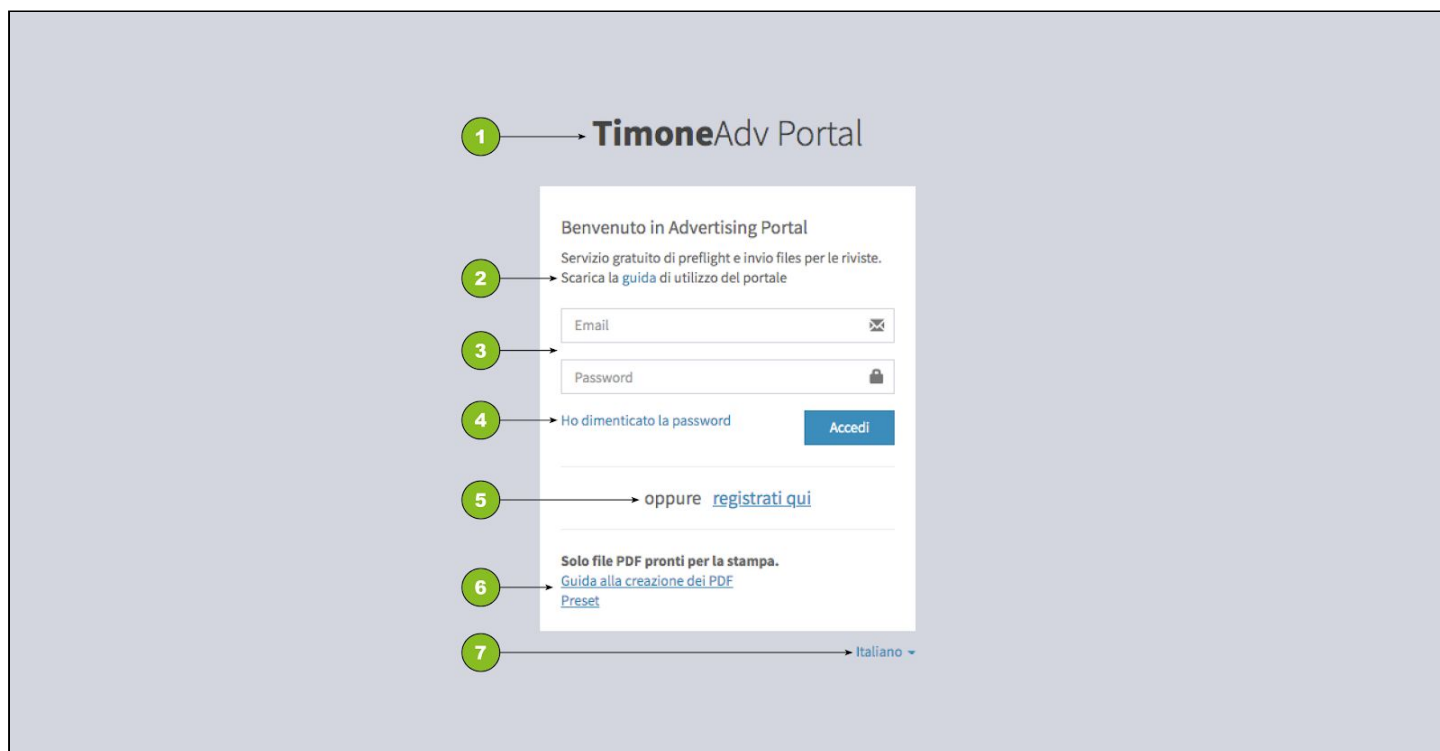 1 TimoneAdv Portal
Benvenuto in Advertising Portal
Servizio gratuito di preflight e invio files per le riviste.
2 Scarica la guida di utilizzo del portale
Email
3
Password
4 Ho dimenticato la password Accedi
5 oppure registrati qui
Solo file PDF pronti per la stampa.
6 Guida alla creazione dei PDF
Preset
7 Italiano